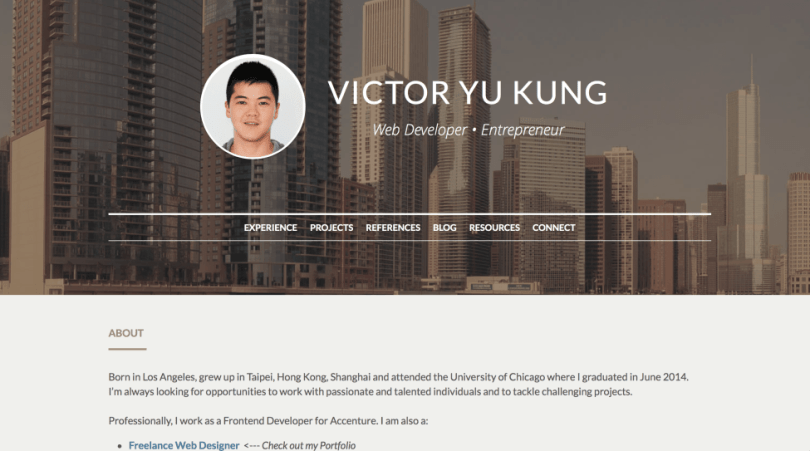 VICTOR YU KUNG
Web Developer • Entrepreneur
EXPERIENCE PROJECTS REFERENCES BLOG RESOURCES CONNECT
ABOUT
Born in Los Angeles, grew up in Taipei, Hong Kong, Shanghai and attended the University of Chicago where I graduated in June 2014.
I'm always looking for opportunities to work with passionate and talented individuals and to tackle challenging projects.
Professionally, I work as a Frontend Developer for Accenture. I am also a:
• Freelance Web Designer <--- Check out my Portfolio